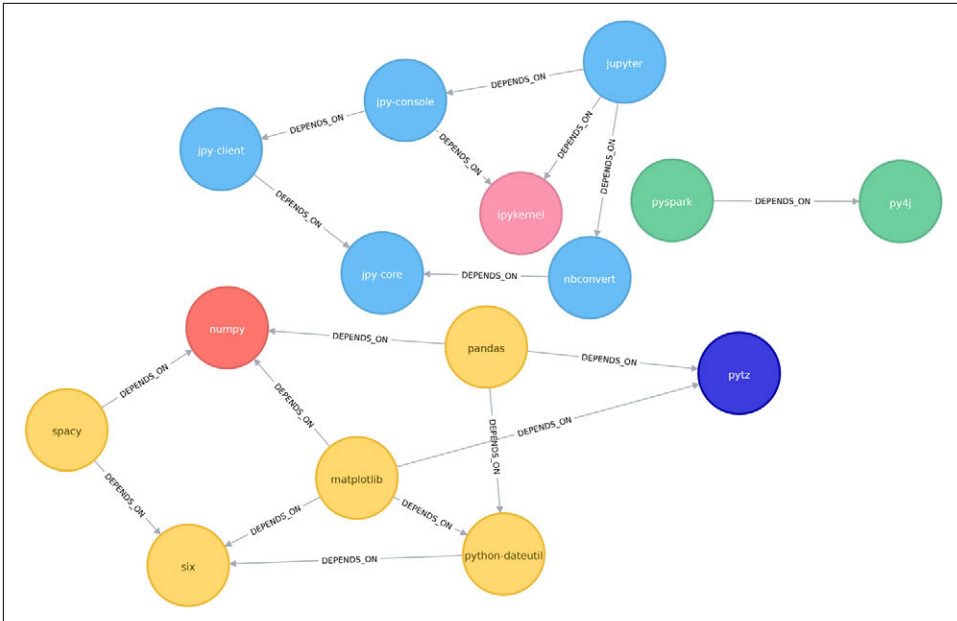 jupyter
DEPENDS_ON
jpy-console
DEPENDS_ON
DEPENDS_ON
jpy-client
DEPENDS_ON
DEPENDS_ON
DEPENDS_ON
pyspark
DEPENDS_ON
py4j
ipykernel
DEPENDS_ON
jpy-core
DEPENDS_ON
nbconvert
numpy
DEPENDS_ON
pandas
DEPENDS_ON
pytz
DEPENDS_ON
DEPENDS_ON
DEPENDS_ON
DEPENDS_ON
spacy
matplotlib
DEPENDS_ON
DEPENDS_ON
DEPENDS_ON
python-dateutil
DEPENDS_ON
six